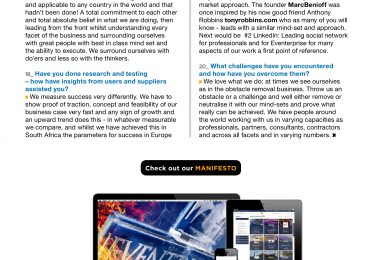 and applicable to any country in the world and that
hadn't been done! A total commitment to each other
and total absolute belief in what we are doing, then
leading from the front whilst understanding every
facet of the business and surrounding ourselves
with great people with best in class mind set and
the ability to execute. We surround ourselves with
do'ers and less so with the thinkers.
18_ Have you done research and testing
– how have insights from users and suppliers
assisted you?
We measure success very differently. We have to
show proof of traction, concept and feasibility of our
business case very fast and any sign of growth and
an upward trend does this - in whatever measurable
we compare, and whilst we have achieved this in
South Africa the parameters for success in Europe
marketing approach. The founder MarcBenioff was
once inspired by his now good friend Anthony
Robbins tonyrobbins.com who as many of you will
know - leads with a similar mind-set and approach.
Next would be #2 LinkedIn: Leading social network
for professionals and for Eventerprise for many
aspects of our work a first point of reference.
20_ What challenges have you encountered
and how have you overcome them?
We love what we do; at times we see ourselves
as in the obstacle removal business. Throw us an
obstacle or a challenge and well either remove or
neutralise it with our mind-sets and prove what
really can be achieved. We have people around
the world working with us in varying capacities as
professionals, partners, consultants, contractors
and across all facets and in varying numbers.
Check out our MANIFESTO